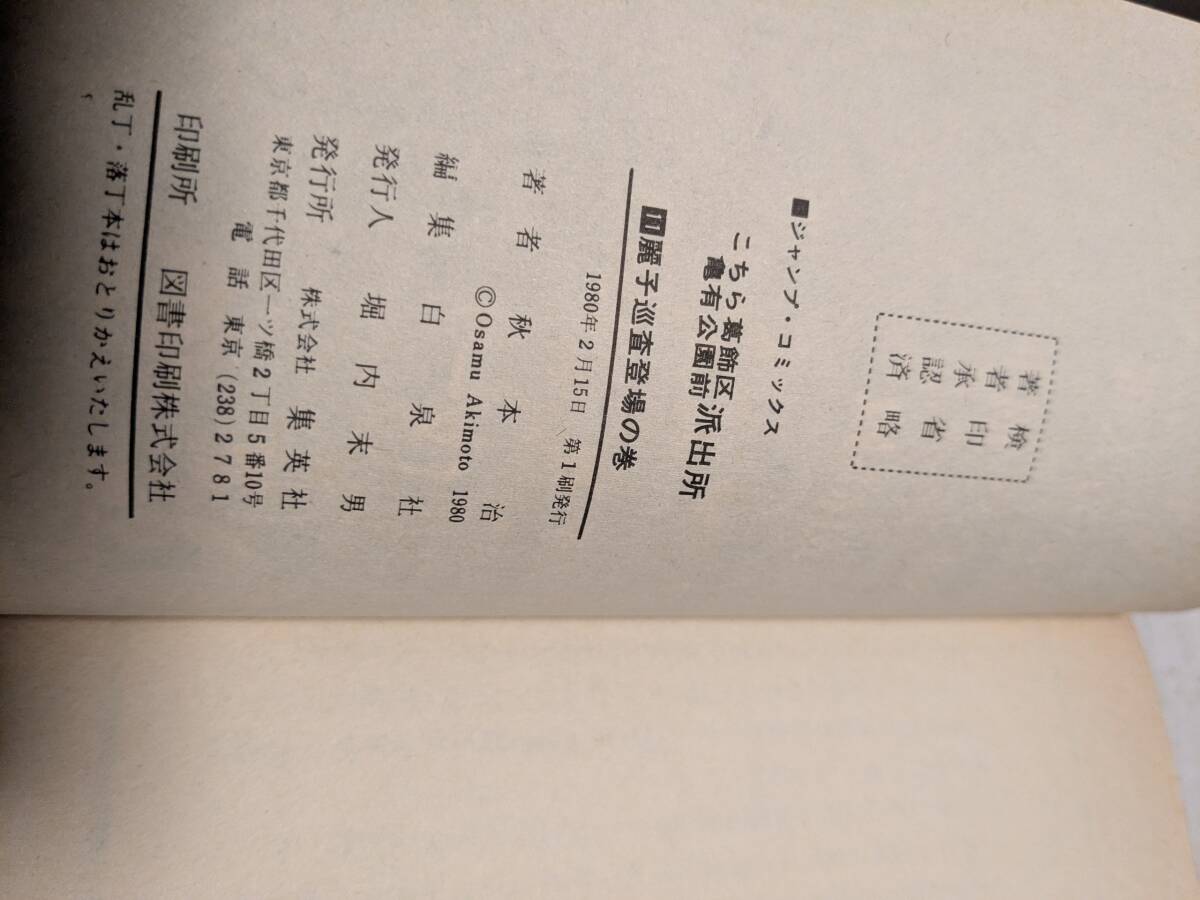 検印省略
著者承認済
■ジャンプ・コミックス
こちら葛飾区
亀有公園前
派出所
11麗子巡査登場の巻
1980年2月15日 第1刷発行
著者 秋本 治
©Osamu Akimoto 1980
編集 白泉社
発行人 堀内末男
発行所 株式会社 集英社
東京都千代田区一ツ橋2丁目5番10号
電話 東京(238)2781
印刷所 図書印刷株式会社
乱丁・落丁本はおとりかえいたします。